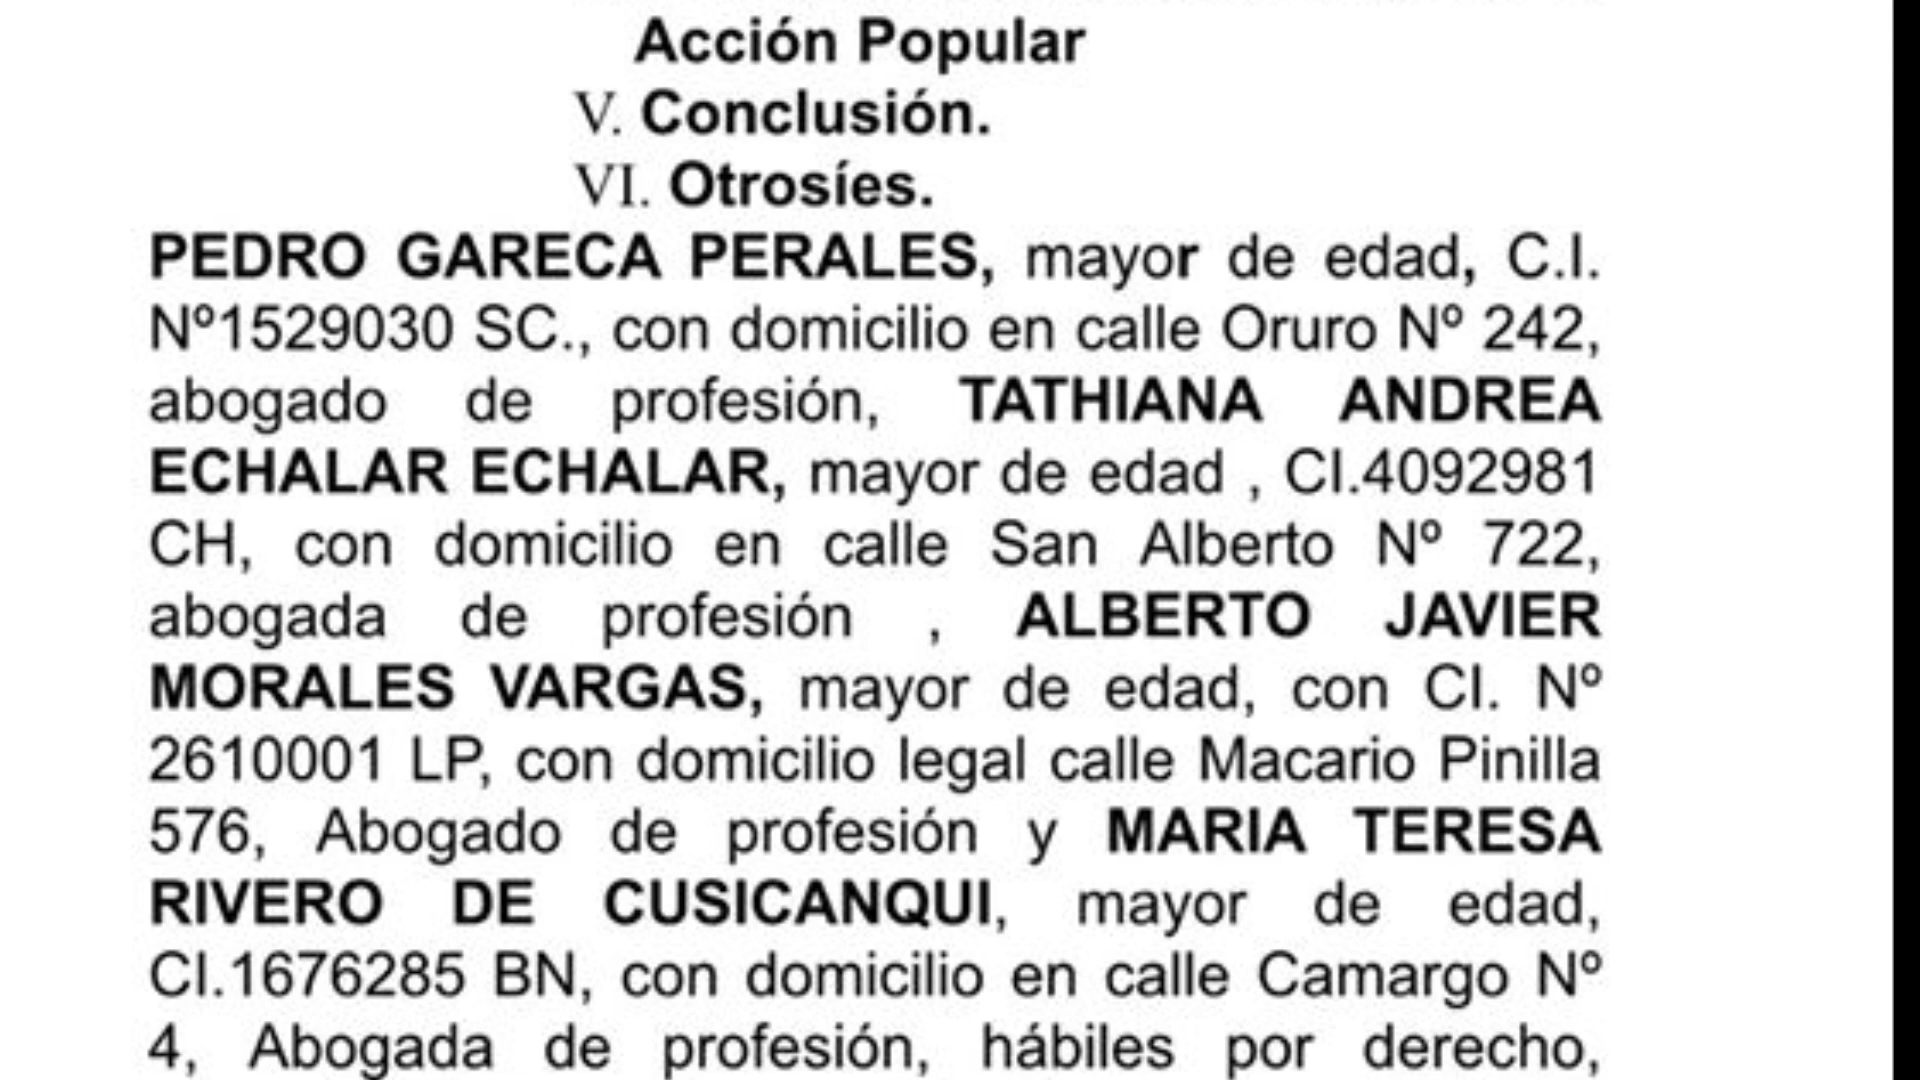 Acción Popular
V. Conclusión.
VI. Otrosíes.
PEDRO GARECA PERALES, mayor de edad, C.I.
Nº1529030 SC., con domicilio en calle Oruro Nº 242,
abogado de profesión, TATHIANA ANDREA
ECHALAR ECHALAR, mayor de edad , CI.4092981
CH, con domicilio en calle San Alberto Nº 722,
abogada de profesión , ALBERTO JAVIER
MORALES VARGAS, mayor de edad, con CI. Nº
2610001 LP, con domicilio legal calle Macario Pinilla
576, Abogado de profesión y MARIA TERESA
RIVERO DE CUSICANQUI, mayor de edad,
CI.1676285 BN, con domicilio en calle Camargo Nº
4, Abogada de profesión, hábiles por derecho,